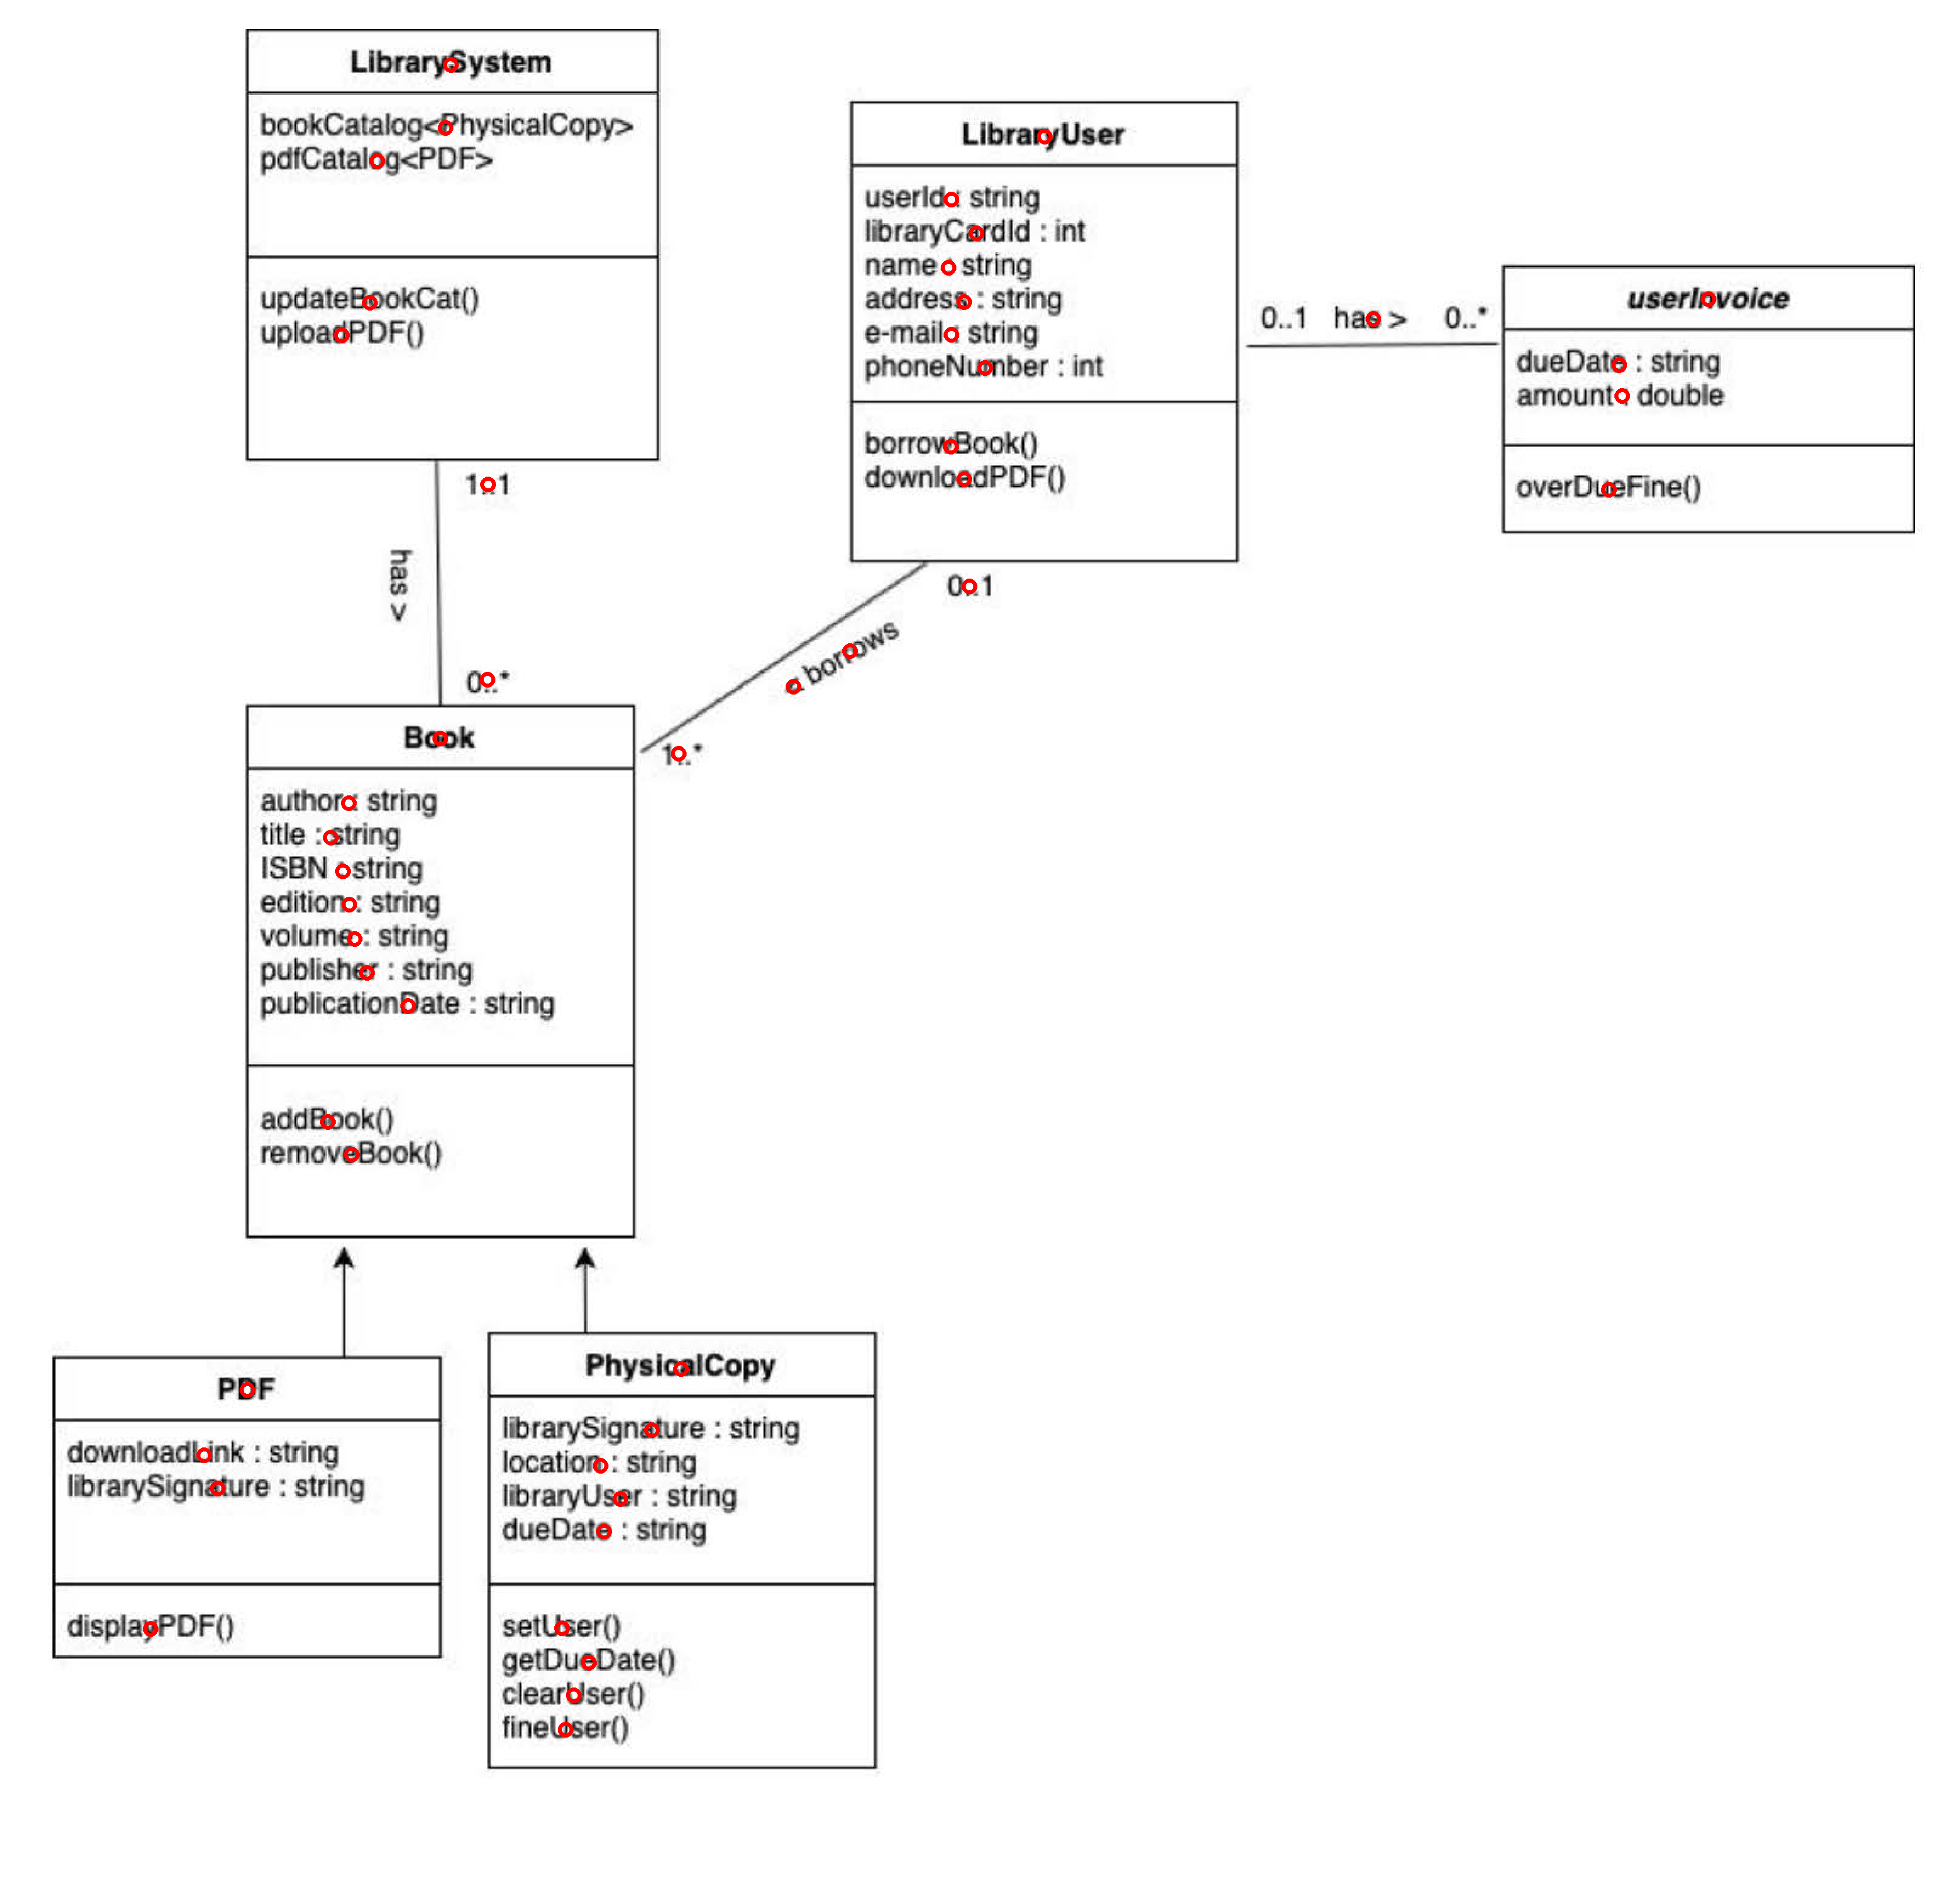 LibrarySystem
bookCatalog<PhysicalCopy>
pdfCatalog<PDF>
updateBookCat()
uploadPDF()
LibraryUser
userId : string
libraryCardId : int
name : string
address : string
e-mail : string
phoneNumber : int
borrowBook()
downloadPDF()
0..1 has > 0..*
userInvoice
dueDate : string
amount : double
overDueFine()
1..1
has >
0..*
0..1
< borrows
1..*
Book
author : string
title : string
ISBN : string
edition : string
volume : string
publisher : string
publicationDate : string
addBook()
removeBook()
PDF
downloadLink : string
librarySignature : string
displayPDF()
PhysicalCopy
librarySignature : string
location : string
libraryUser : string
dueDate : string
setUser()
getDueDate()
clearUser()
fineUser()